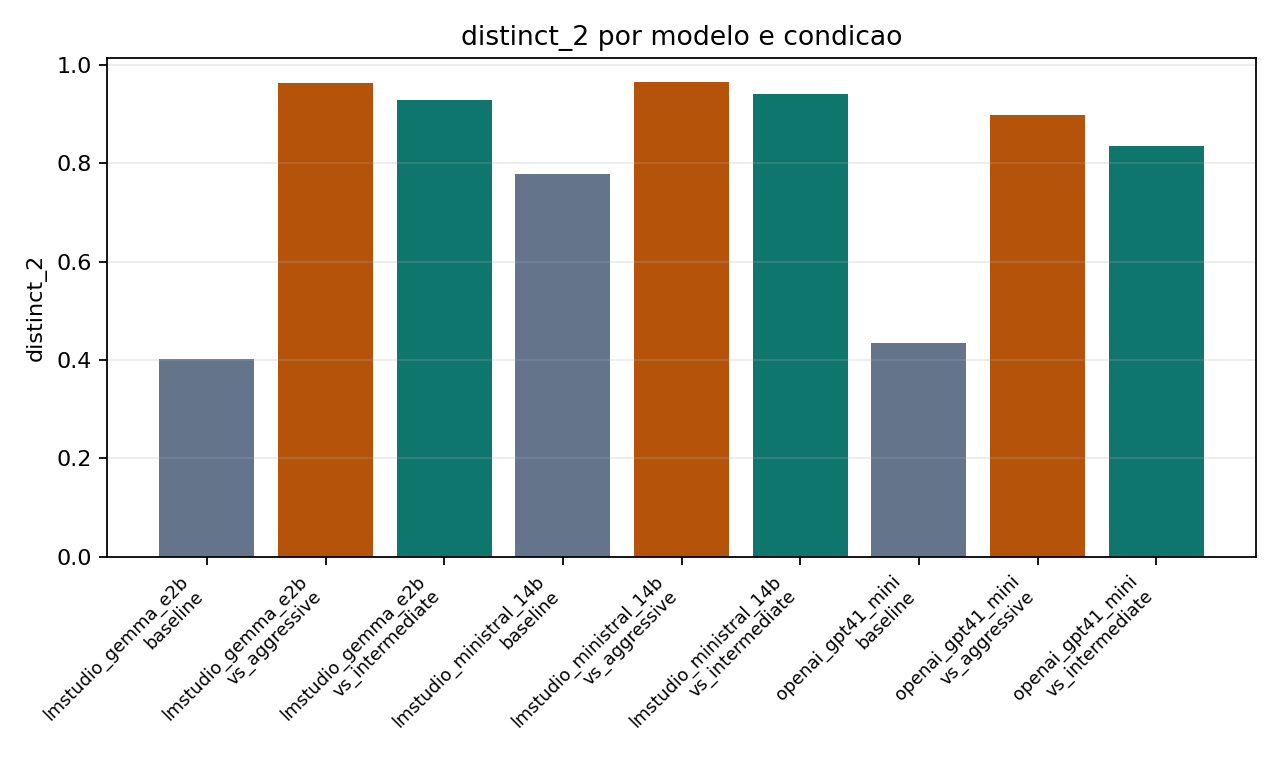 distinct_2 por modelo e condicao
distinct_2
1.0
0.8
0.6
0.4
0.2
0.0
lmstudio_gemma_e2b
baseline
lmstudio_gemma_e2b
vs_aggressive
lmstudio_gemma_e2b
vs_intermediate
lmstudio_ministral_14b
baseline
lmstudio_ministral_14b
vs_aggressive
lmstudio_ministral_14b
vs_intermediate
openai_gpt41_mini
baseline
openai_gpt41_mini
vs_aggressive
openai_gpt41_mini
vs_intermediate